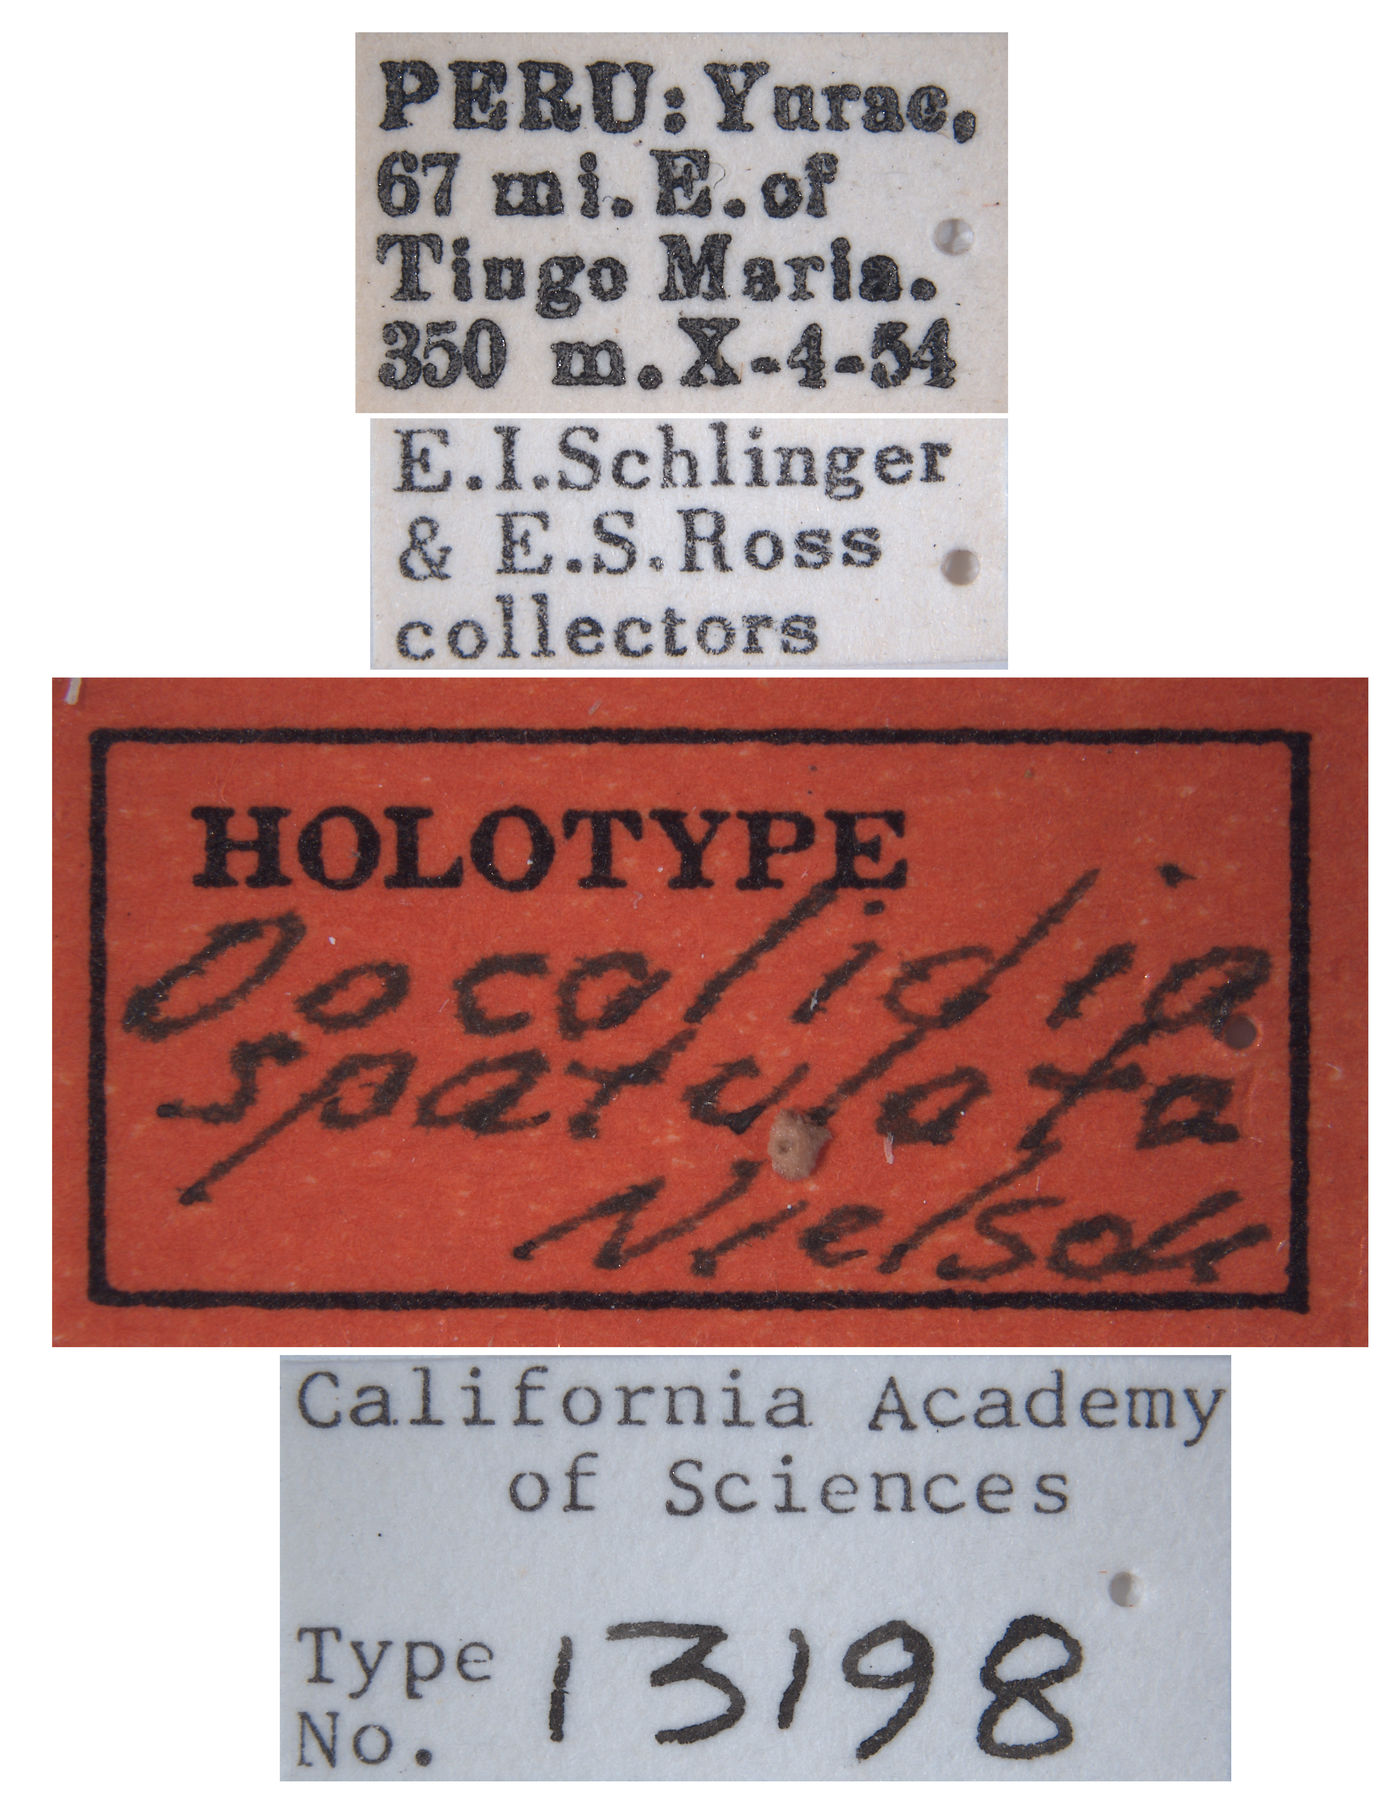 PERU: Yurac,
67 mi. E. of
Tingo Maria.
350 m. X-4-54
E.I.Schlinger
& E.S.Ross
collectors
HOLOTYPE
Docolidia
spatulata
Nielson
California Academy
of Sciences
Type
No. 13198